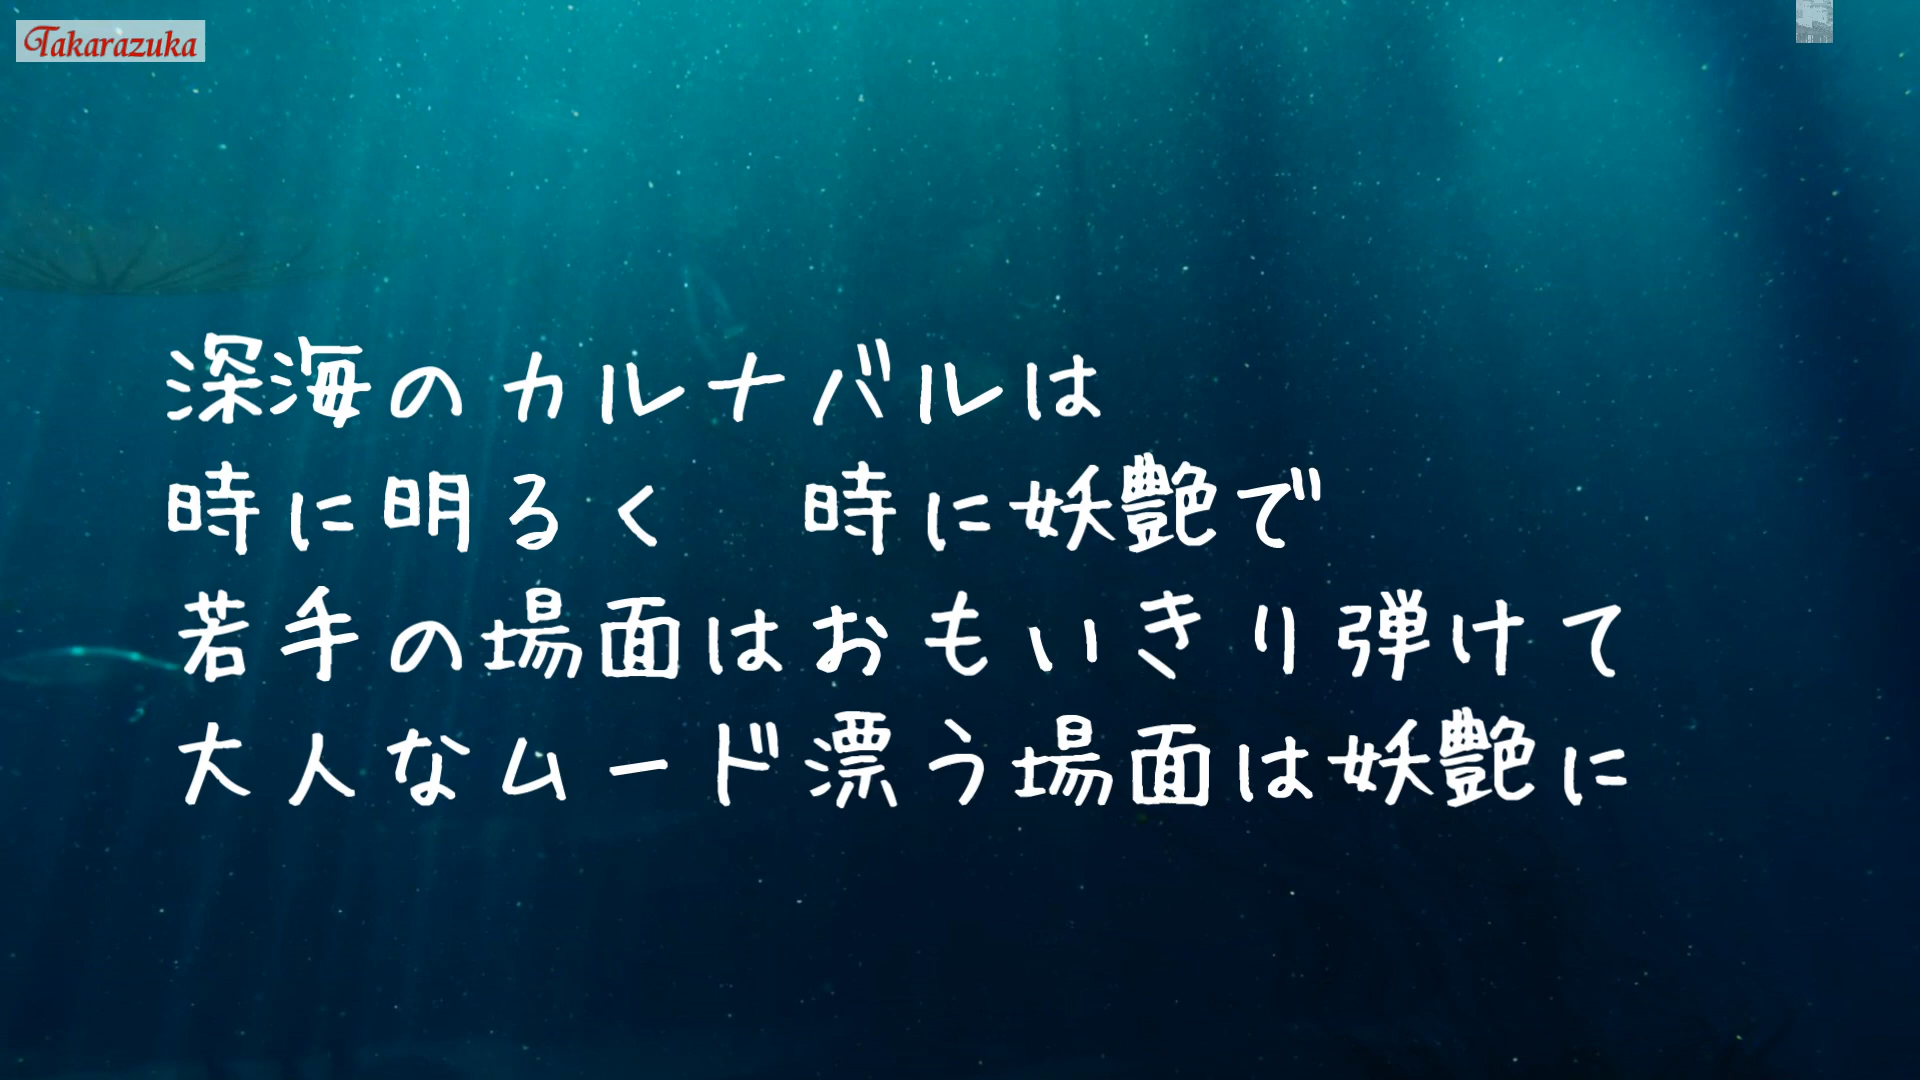 Takarazuka
深海のカルナバルは
時に明るく　時に妖艶で
若手の場面はおもいきり弾けて
大人なムード漂う場面は妖艶に